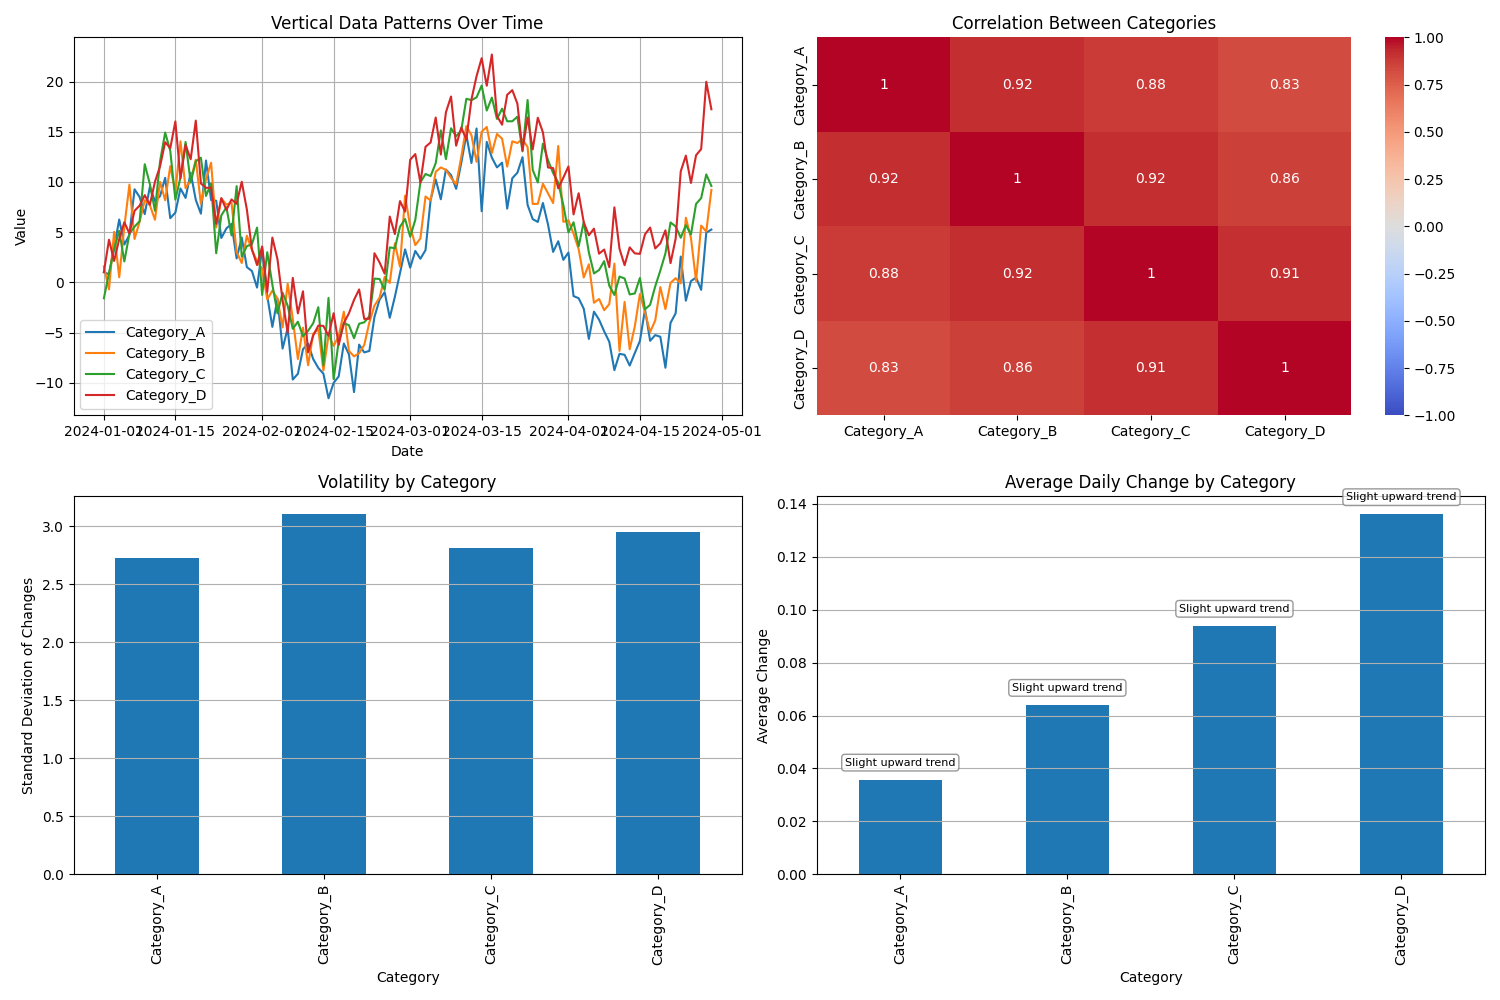 Vertical Data Patterns Over Time
Value
20
15
10
5
0
−5
−10
Category_A
Category_B
Category_C
Category_D
2024-01-01
2024-01-15
2024-02-01
2024-02-15
2024-03-01
2024-03-15
2024-04-01
2024-04-15
2024-05-01
Date
Correlation Between Categories
Category_A
Category_B
Category_C
Category_D
1 0.92 0.88 0.83
0.92 1 0.92 0.86
0.88 0.92 1 0.91
0.83 0.86 0.91 1
Category_A Category_B Category_C Category_D
1.00
0.75
0.50
0.25
0.00
−0.25
−0.50
−0.75
−1.00
Volatility by Category
Standard Deviation of Changes
3.0
2.5
2.0
1.5
1.0
0.5
0.0
Category_A
Category_B
Category_C
Category_D
Category
Average Daily Change by Category
Average Change
0.14
0.12
0.10
0.08
0.06
0.04
0.02
0.00
Slight upward trend
Slight upward trend
Slight upward trend
Slight upward trend
Category_A
Category_B
Category_C
Category_D
Category